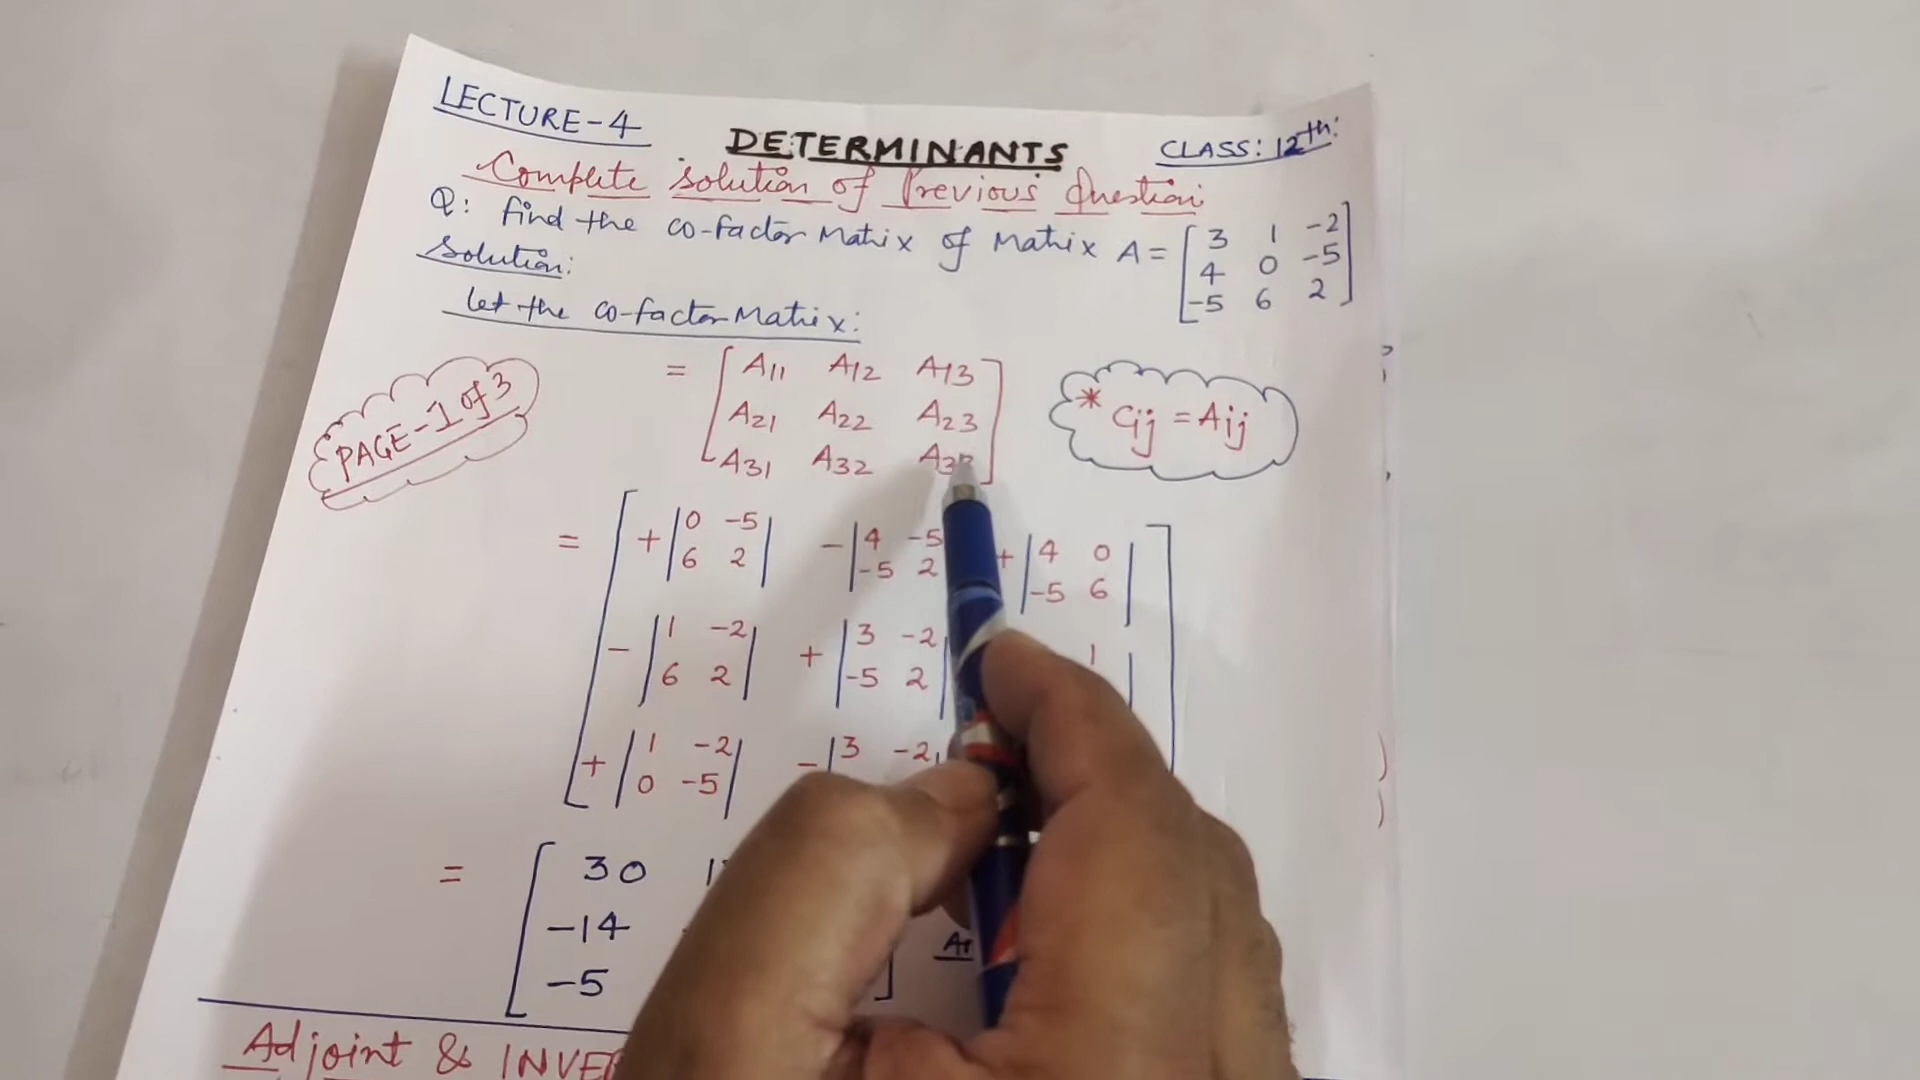 LECTURE-4
DETERMINANTS
CLASS: 12th:
Complete solution of Previous Question
Q: find the co-factor Matrix of Matrix A = [3 1 -2
4 0 -5
-5 6 2]
Solution:
let the co-factor Matrix:
PAGE-1 of 3
= [A11 A12 A13
A21 A22 A23
A31 A32 A33]
* Cij = Aij
= [+|0 -5 -|4 -5 +|4 0|
6 2| -5 2 -5 6|
-|1 -2| +|3 -2| 1|
6 2| -5 2|
+|1 -2| -|3 -2|
0 -5|
= [30
-14
-5 ]
Adjoint &